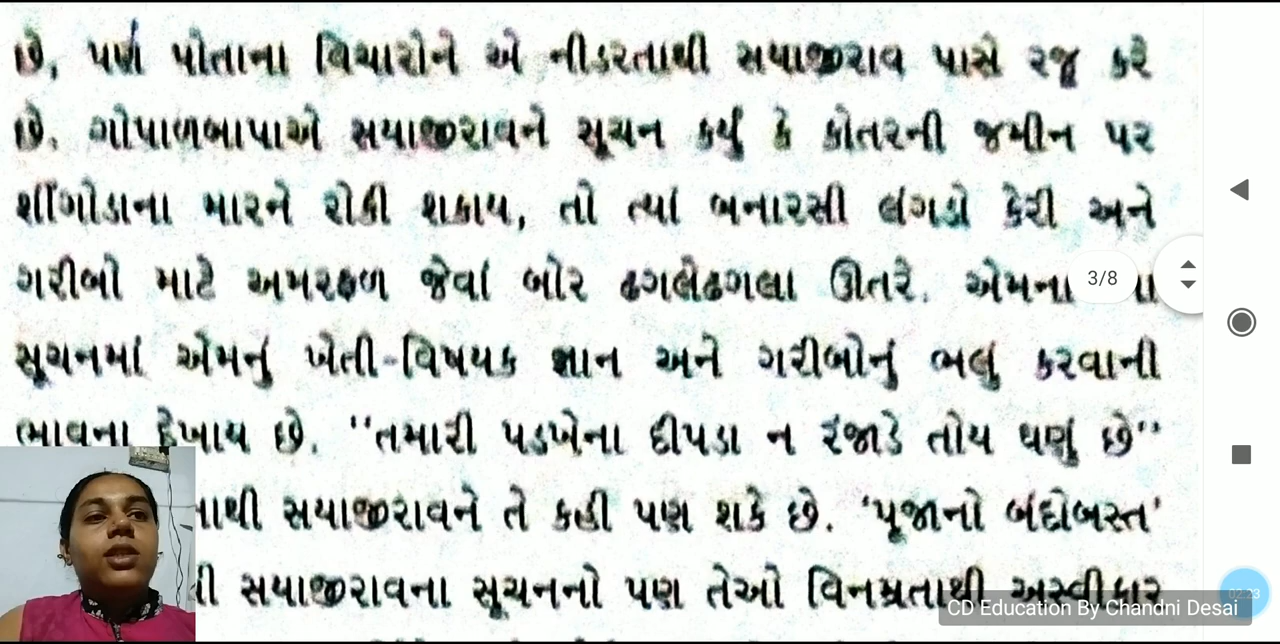 છે, પણ પોતાના વિચારોને એ નીડરતાથી સયાજીરાવ પાસે રજૂ કરે
છે. ગોપાળબાપાએ સયાજીરાવને સૂચન કર્યું કે કોતરની જમીન પર
શીંગોડાના મારને રોકી શકાય, તો ત્યાં બનારસી લંગડો કેરી અને
ગરીબો માટે અમરફળ જેવાં બોર ઢગલેઢગલા ઊતરે. એમના
3/8
સૂચનમાં એમનું ખેતી-વિષયક જ્ઞાન અને ગરીબોનું ભલું કરવાની
ભાવના દેખાય છે. “તમારી પડખેના દીપડા ન રંજાડે તોય ઘણું છે”
સયાજીરાવને તે કહી પણ શકે છે. ‘પૂજાનો બંદોબસ્ત’
સયાજીરાવના સૂચનનો પણ તેઓ વિનમ્રતાથી અસ્વીકાર
02:23
CD Education By Chandni Desai